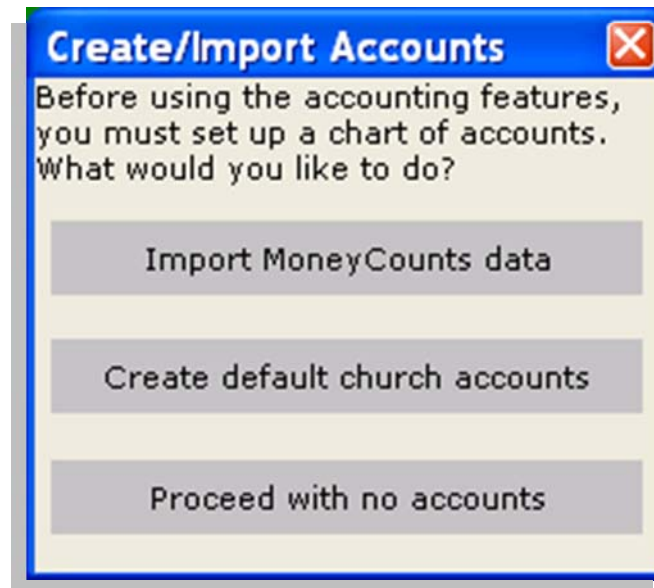 Create/Import Accounts
Before using the accounting features,
you must set up a chart of accounts.
What would you like to do?
Import MoneyCounts data
Create default church accounts
Proceed with no accounts